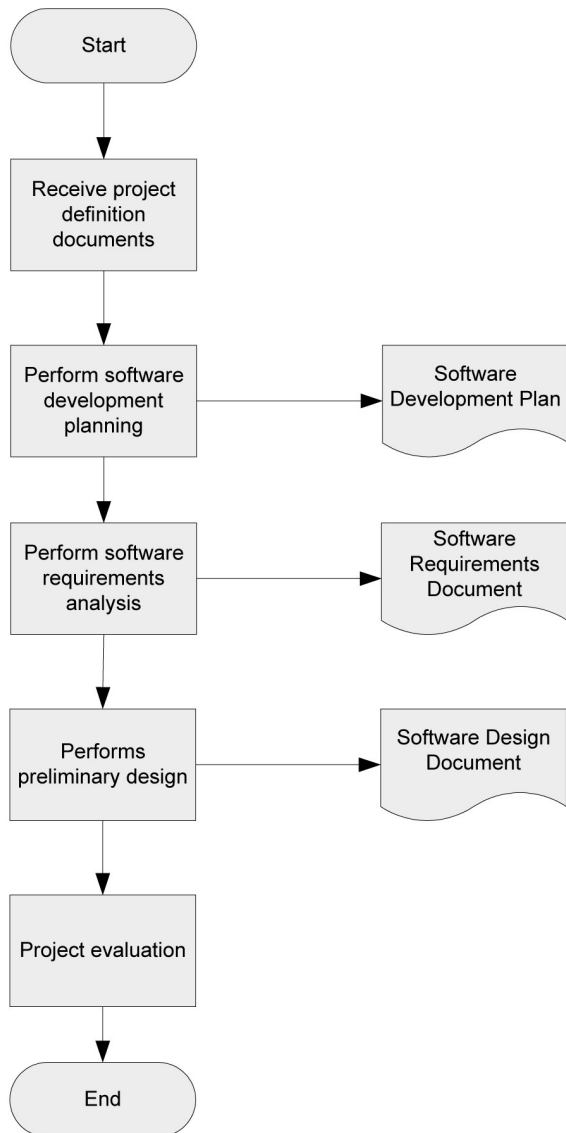 Start
Receive project
definition
documents
Perform software
development
planning
Software
Development Plan
Perform software
requirements
analysis
Software
Requirements
Document
Performs
preliminary design
Software Design
Document
Project evaluation
End